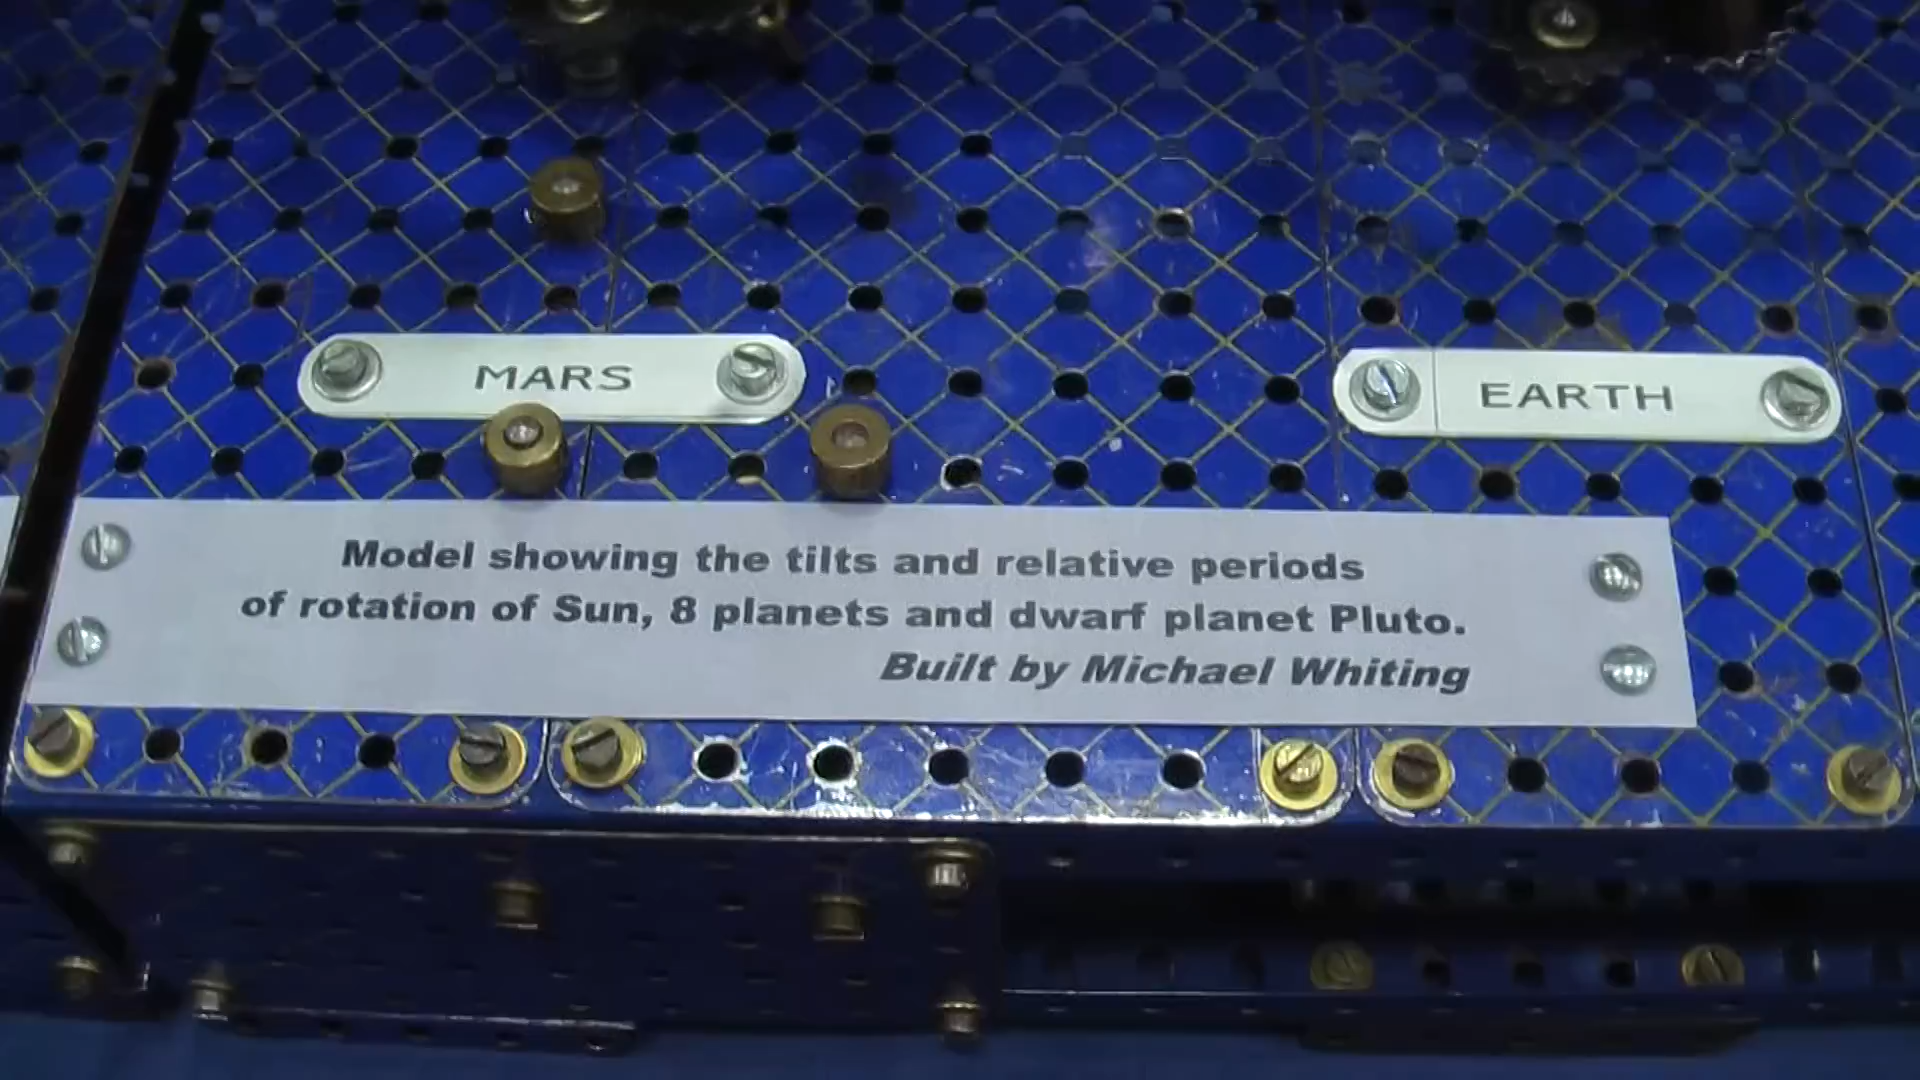 MARS
EARTH
Model showing the tilts and relative periods
of rotation of Sun, 8 planets and dwarf planet Pluto.
Built by Michael Whiting